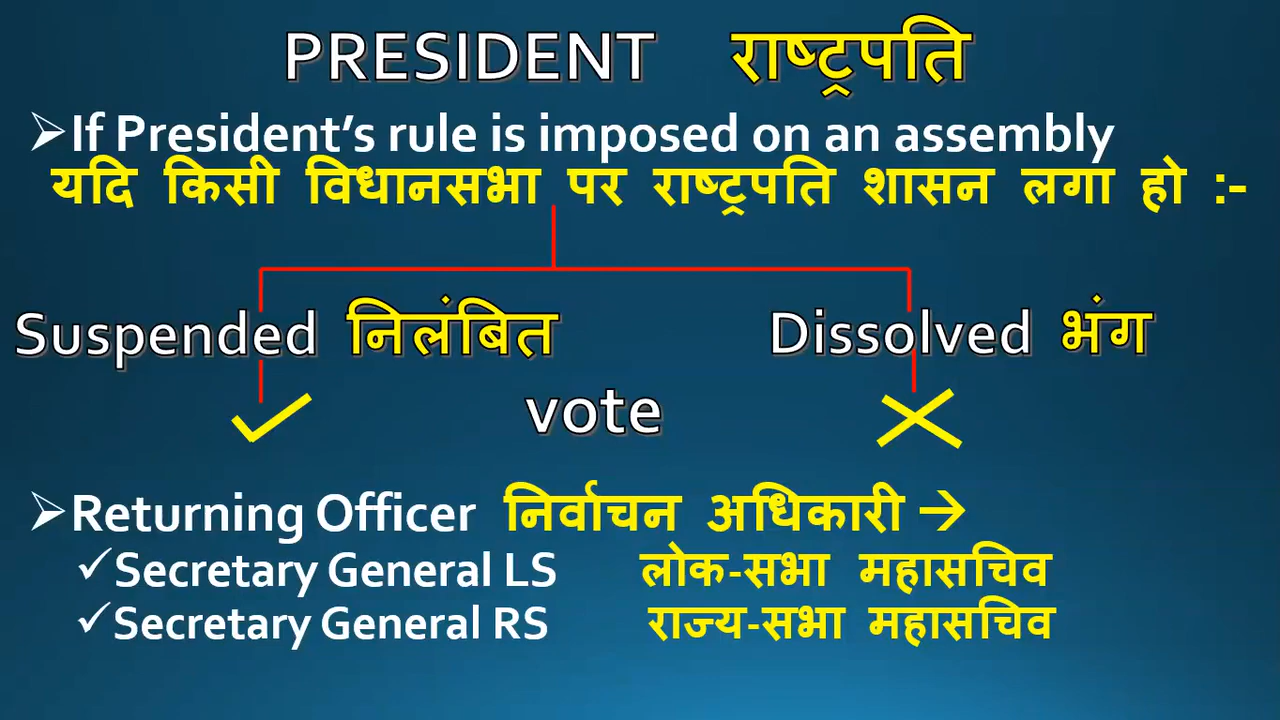 PRESIDENT राष्ट्रपति
➢If President's rule is imposed on an assembly
यदि किसी विधानसभा पर राष्ट्रपति शासन लगा हो :-
Suspended निलंबित Dissolved भंग
✓ vote ✕
➢Returning Officer निर्वाचन अधिकारी →
✓Secretary General LS लोक-सभा महासचिव
✓Secretary General RS राज्य-सभा महासचिव